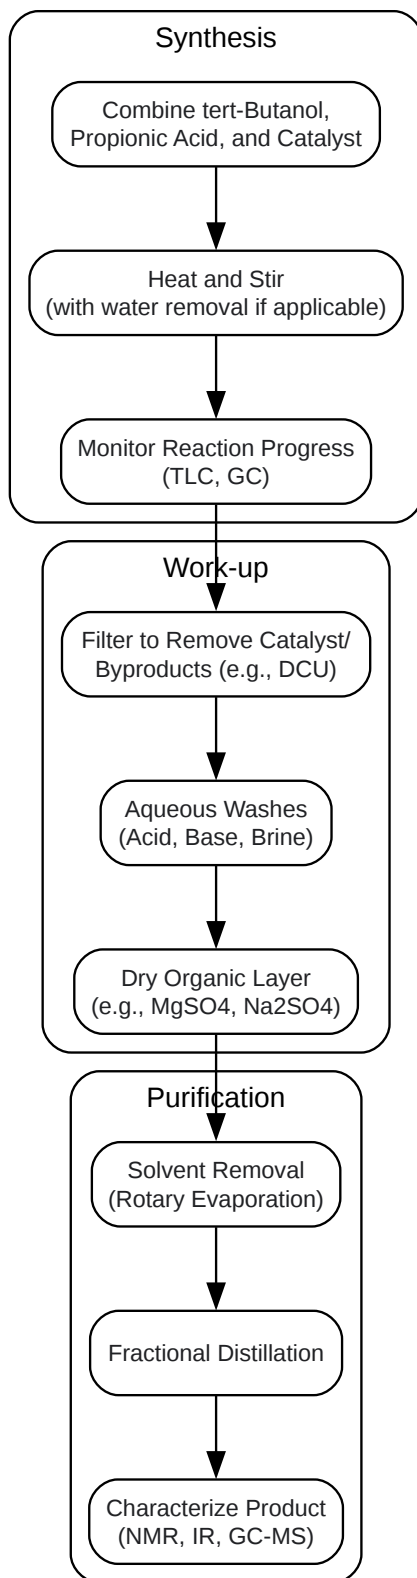 Synthesis
Combine tert-Butanol,
Propionic Acid, and Catalyst
Heat and Stir
(with water removal if applicable)
Monitor Reaction Progress
(TLC, GC)
Work-up
Filter to Remove Catalyst/
Byproducts (e.g., DCU)
Aqueous Washes
(Acid, Base, Brine)
Dry Organic Layer
(e.g., MgSO4, Na2SO4)
Purification
Solvent Removal
(Rotary Evaporation)
Fractional Distillation
Characterize Product
(NMR, IR, GC-MS)